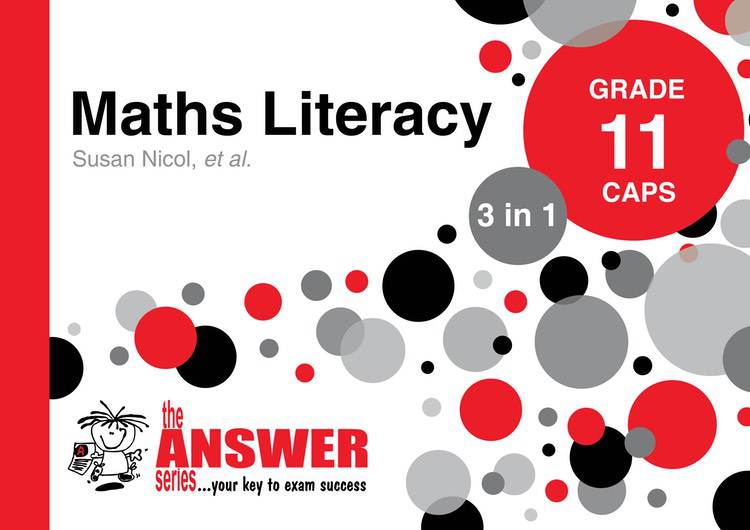 Maths Literacy
Susan Nicol, et al.
GRADE
11
CAPS
3 in 1
the
ANSWER
series...your key to exam success
A